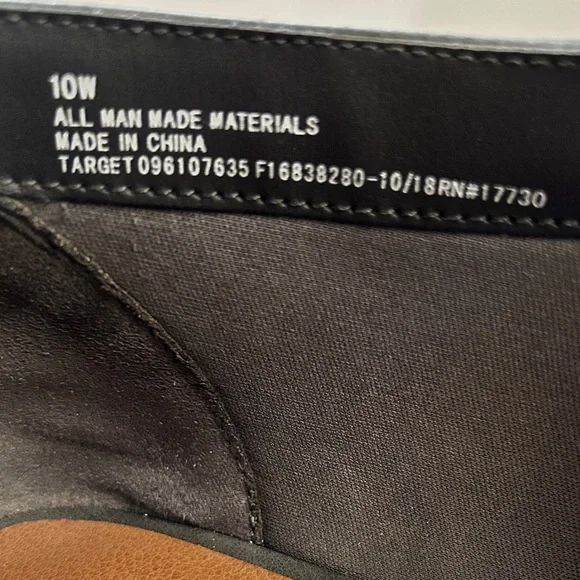 10W
ALL MAN MADE MATERIALS
MADE IN CHINA
TARGET 096107635 F16838280-10/18RN#17730